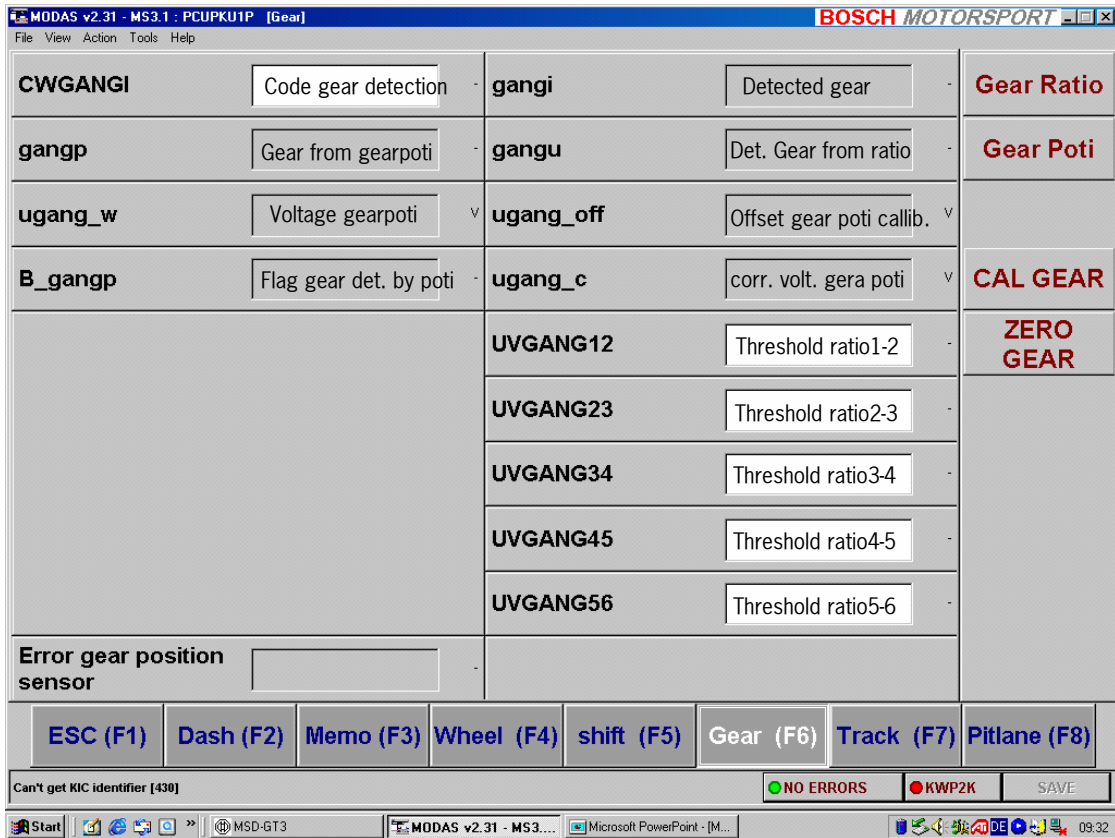 MODAS v2.31 - MS3.1 : PCUPKU1P [Gear]
BOSCH MOTORSPORT
File View Action Tools Help
CWGANGI Code gear detection - gangi Detected gear - Gear Ratio
gangp Gear from gearpoti - gangu Det. Gear from ratio - Gear Poti
ugang_w Voltage gearpoti V ugang_off Offset gear poti callib. V
B_gangp Flag gear det. by poti - ugang_c corr. volt. gera poti V CAL GEAR
UVGANG12 Threshold ratio1-2 - ZERO
GEAR
UVGANG23 Threshold ratio2-3 -
UVGANG34 Threshold ratio3-4 -
UVGANG45 Threshold ratio4-5 -
UVGANG56 Threshold ratio5-6 -
Error gear position
sensor -
ESC (F1) Dash (F2) Memo (F3) Wheel (F4) shift (F5) Gear (F6) Track (F7) Pitlane (F8)
Can't get KIC identifier [430] NO ERRORS KWP2K SAVE
Start » MSD-GT3 MODAS v2.31 - MS3.... Microsoft PowerPoint - [M... DE 09:32